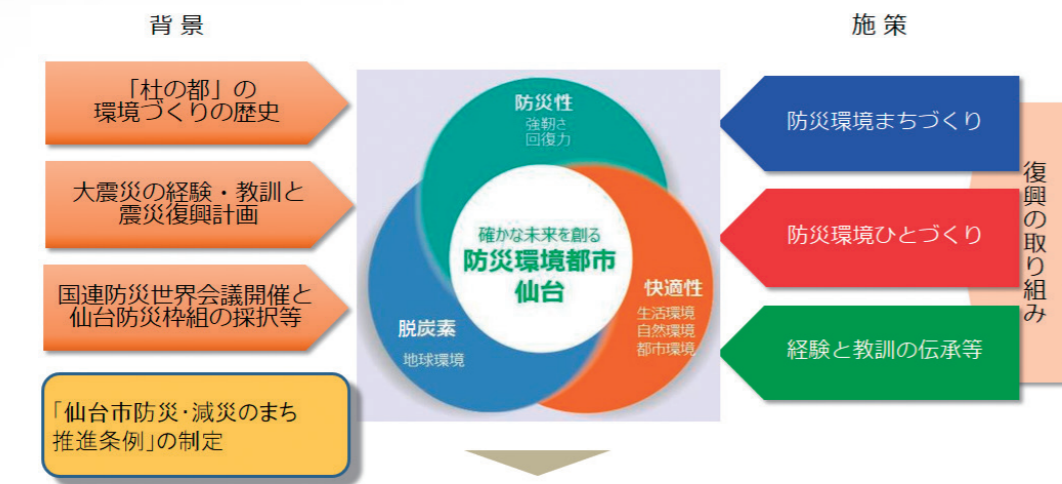 背景
「杜の都」の
環境づくりの歴史
大震災の経験・教訓と
震災復興計画
国連防災世界会議開催と
仙台防災枠組の採択等
「仙台市防災・減災のまち
推進条例」の制定
防災性
強靭さ
回復力
確かな未来を創る
防災環境都市
仙台
脱炭素
地球環境
快適性
生活環境
自然環境
都市環境
施策
防災環境まちづくり
防災環境ひとづくり
経験と教訓の伝承等
復興の取り組み